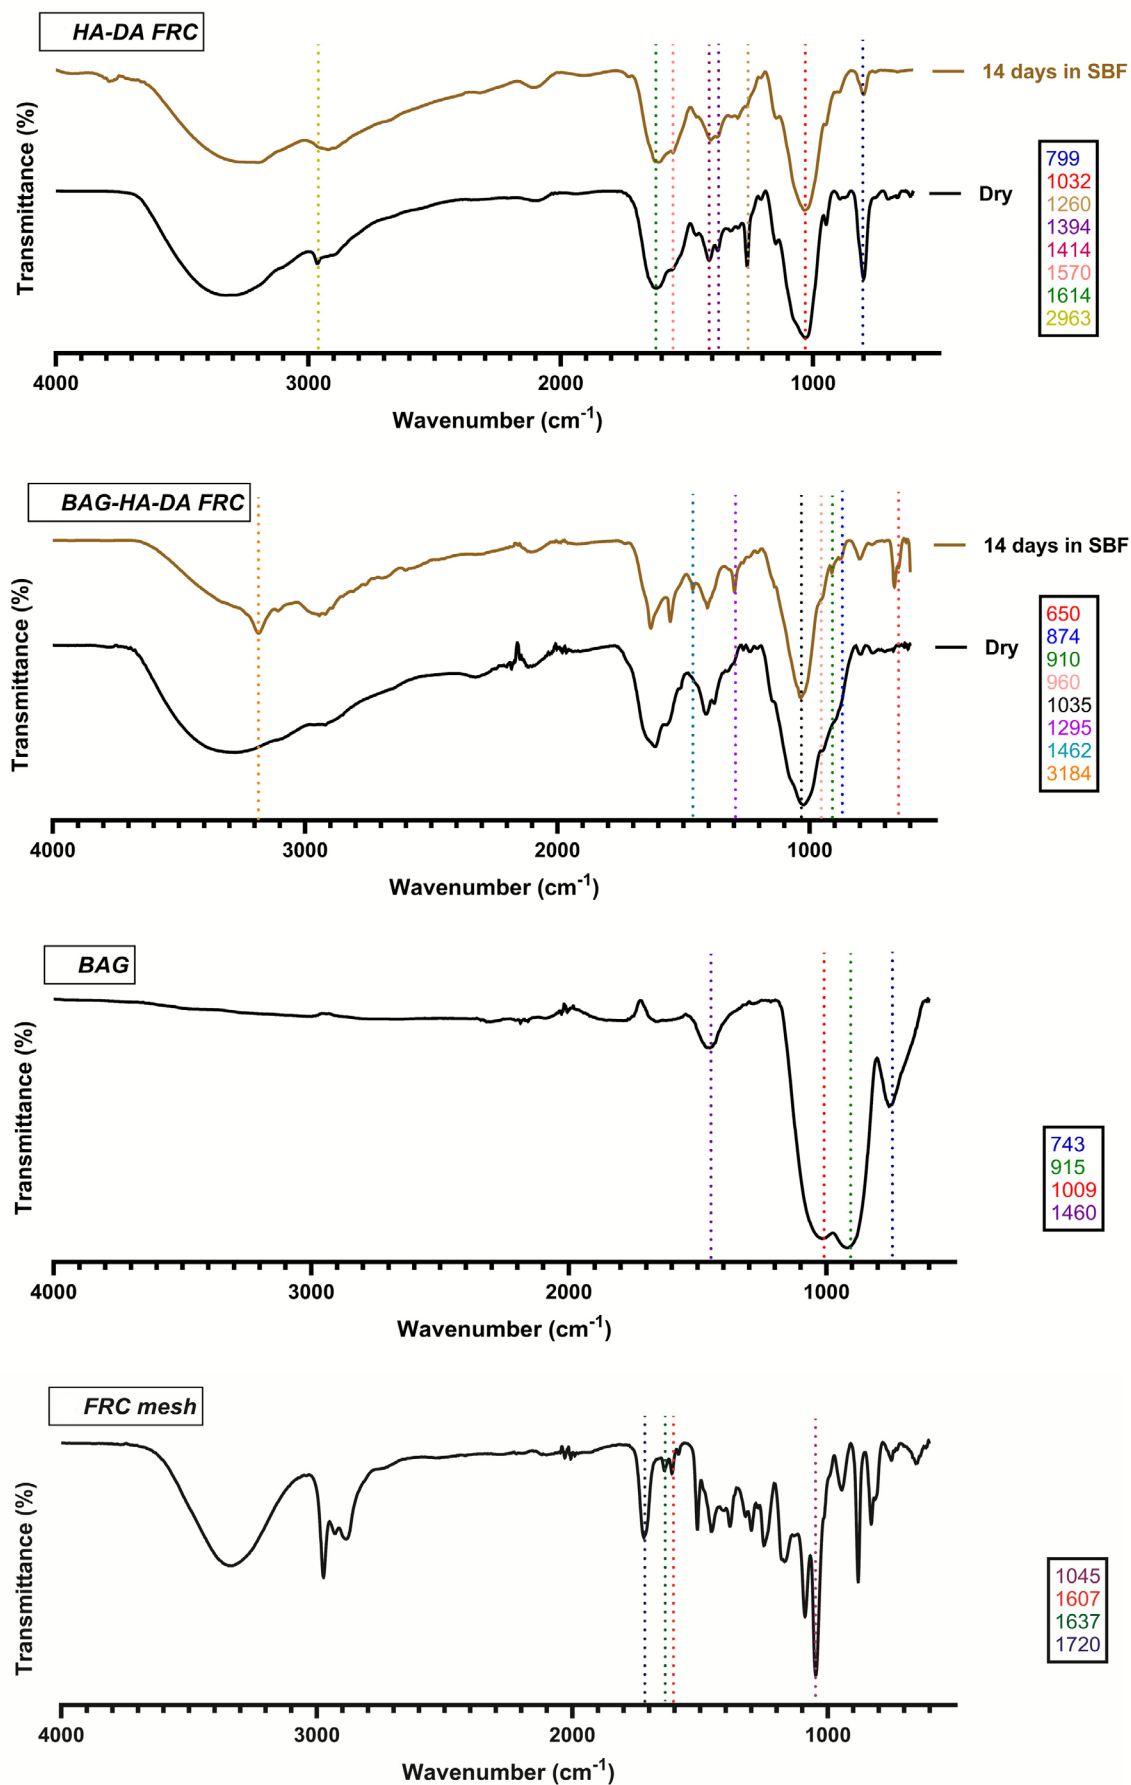 HA-DA FRC
14 days in SBF
Dry
799
1032
1260
1394
1414
1570
1614
2963
Transmittance (%)
4000 3000 2000 1000
Wavenumber (cm-1)
BAG-HA-DA FRC
14 days in SBF
Dry
650
874
910
960
1035
1295
1462
3184
Transmittance (%)
4000 3000 2000 1000
Wavenumber (cm-1)
BAG
743
915
1009
1460
Transmittance (%)
4000 3000 2000 1000
Wavenumber (cm-1)
FRC mesh
1045
1607
1637
1720
Transmittance (%)
4000 3000 2000 1000
Wavenumber (cm-1)